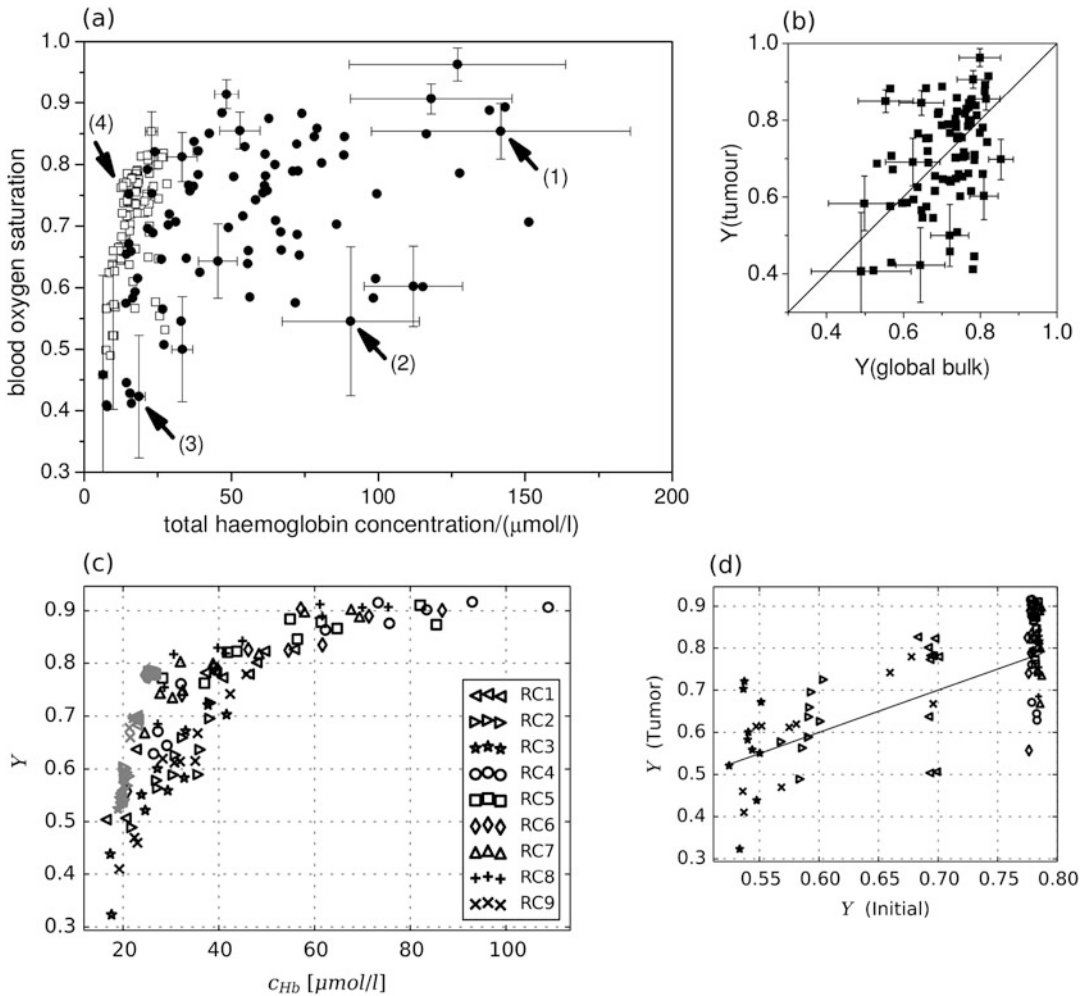 (a)
blood oxygen saturation
1.0
0.9
0.8
0.7
0.6
0.5
0.4
0.3
(4)
(1)
(2)
(3)
0
50
100
150
200
total haemoglobin concentration/(μmol/l)
(b)
Y(tumour)
1.0
0.8
0.6
0.4
0.4
0.6
0.8
1.0
Y(global bulk)
(c)
Y
0.9
0.8
0.7
0.6
0.5
0.4
0.3
RC1
RC2
RC3
RC4
RC5
RC6
RC7
RC8
RC9
20
40
60
80
100
cHb [μmol/l]
(d)
Y (Tumor)
0.9
0.8
0.7
0.6
0.5
0.4
0.3
0.55
0.60
0.65
0.70
0.75
0.80
Y (Initial)